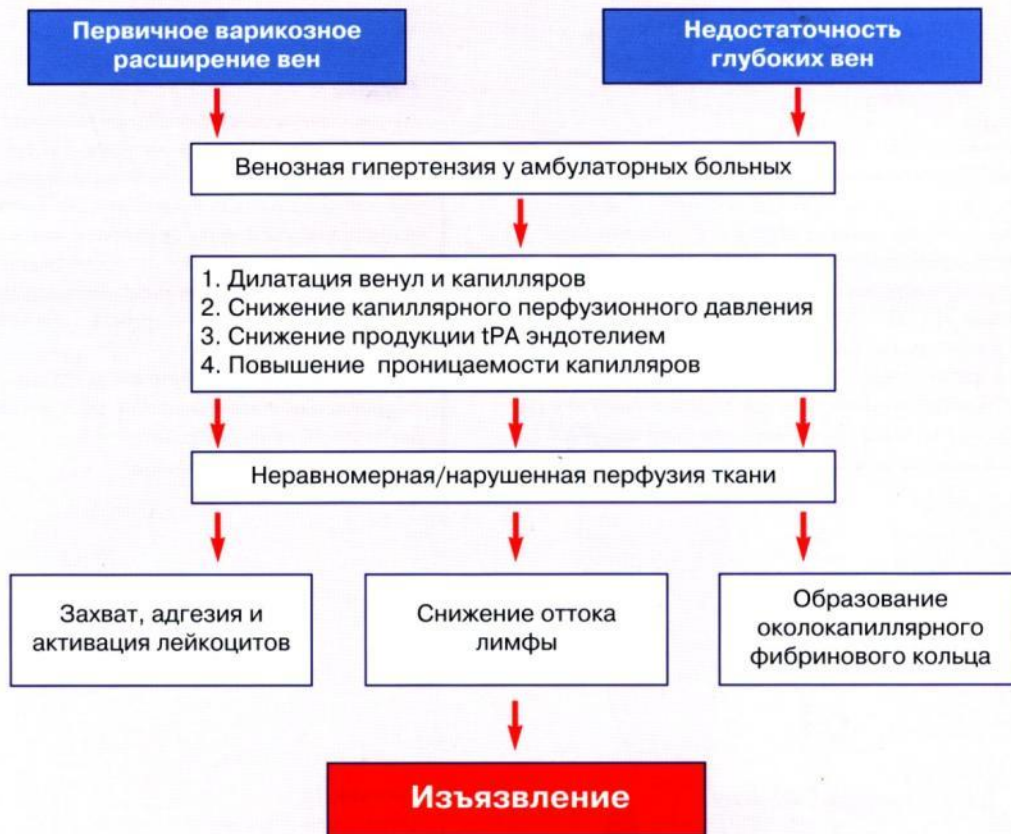 Первичное варикозное
расширение вен
Недостаточность
глубоких вен
Венозная гипертензия у амбулаторных больных
1. Дилатация венул и капилляров
2. Снижение капиллярного перфузионного давления
3. Снижение продукции tPA эндотелием
4. Повышение проницаемости капилляров
Неравномерная/нарушенная перфузия ткани
Захват, адгезия и
активация лейкоцитов
Снижение оттока
лимфы
Образование
околокапиллярного
фибринового кольца
Изъязвление